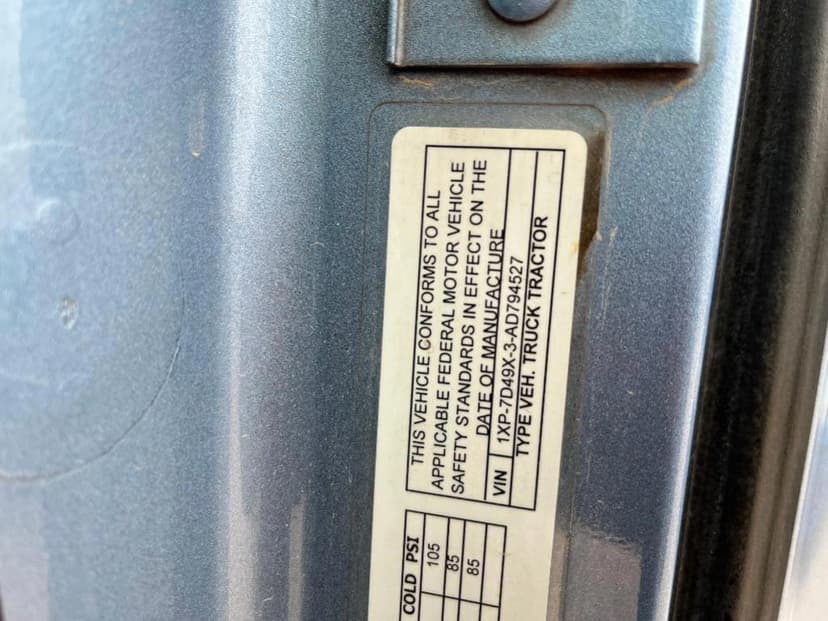 THIS VEHICLE CONFORMS TO ALL
APPLICABLE FEDERAL MOTOR VEHICLE
SAFETY STANDARDS IN EFFECT ON THE
DATE OF MANUFACTURE
VIN 1XP-7D49X-3-AD794527
TYPE VEH. TRUCK TRACTOR
COLD PSI
105
85
85